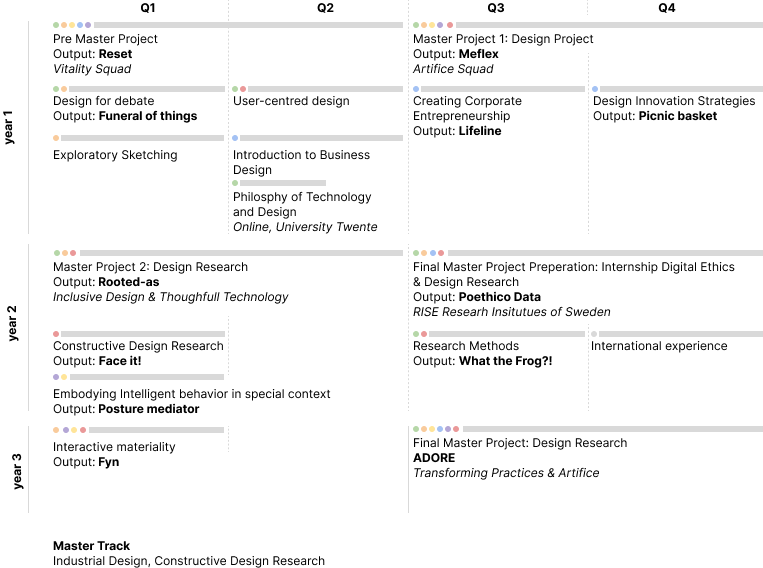 Q1
Q2
Q3
Q4
year 1
Pre Master Project
Output: Reset
Vitality Squad
Master Project 1: Design Project
Output: Meflex
Artifice Squad
Design for debate
Output: Funeral of things
User-centred design
Creating Corporate
Entrepreneurship
Output: Lifeline
Design Innovation Strategies
Output: Picnic basket
Exploratory Sketching
Introduction to Business
Design
Philosphy of Technology
and Design
Online, University Twente
year 2
Master Project 2: Design Research
Output: Rooted-as
Inclusive Design & Thoughfull Technology
Final Master Project Preperation: Internship Digital Ethics
& Design Research
Output: Poethico Data
RISE Researh Insitutues of Sweden
Constructive Design Research
Output: Face it!
Research Methods
Output: What the Frog?!
International experience
Embodying Intelligent behavior in special context
Output: Posture mediator
year 3
Interactive materiality
Output: Fyn
Final Master Project: Design Research
ADORE
Transforming Practices & Artifice
Master Track
Industrial Design, Constructive Design Research